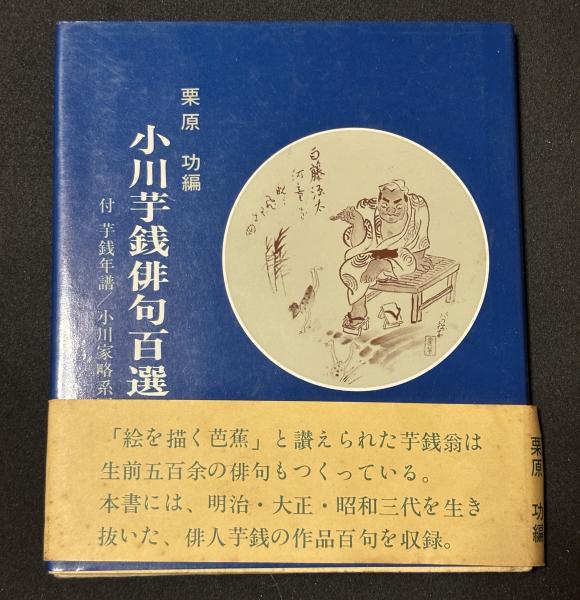 栗原 功編
小川芋銭俳句百選
付 芋銭年譜/小川家略系
「絵を描く芭蕉」と讃えられた芋銭翁は
生前五百余の俳句もつくっている。
本書には、明治・大正・昭和三代を生き
抜いた、俳人芋銭の作品百句を収録。
栗原 功編